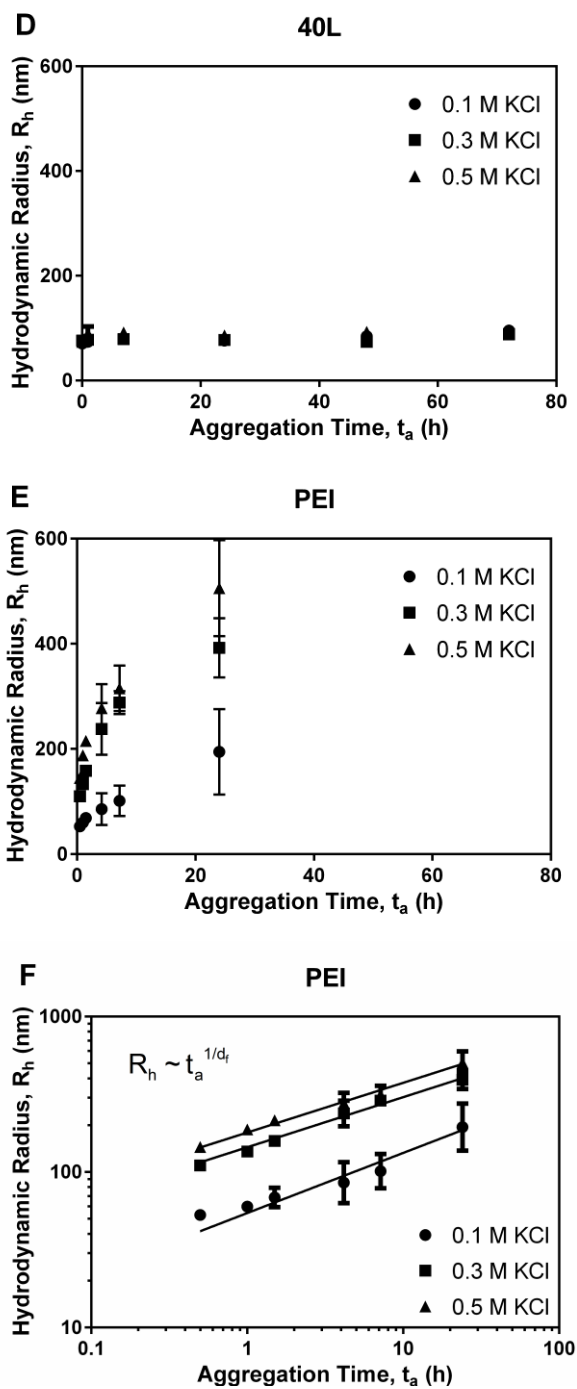 D
40L
Hydrodynamic Radius, Rₕ (nm)
600
400
200
0
0.1 M KCl
0.3 M KCl
0.5 M KCl
0 20 40 60 80
Aggregation Time, tₐ (h)
E
PEI
Hydrodynamic Radius, Rₕ (nm)
600
400
200
0
0.1 M KCl
0.3 M KCl
0.5 M KCl
0 20 40 60 80
Aggregation Time, tₐ (h)
F
PEI
Hydrodynamic Radius, Rₕ (nm)
1000
100
10
Rₕ ~ tₐ^1/d_f
0.1 M KCl
0.3 M KCl
0.5 M KCl
0.1 1 10 100
Aggregation Time, tₐ (h)